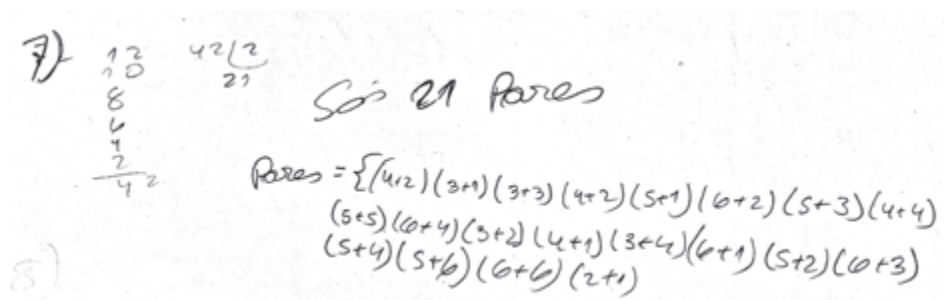 7) 12 42 | 2
10 21
8
6
4
2
42
Sós 21 Pares
Pares = {(4+2) (3+1) (3+3) (4+2) (5+1) (6+2) (5+3) (4+4)
(5+5) (6+4) (3+2) (4+1) (3+4) (6+1) (5+2) (6+3)
(5+4) (5+6) (6+6) (2+1)
8)